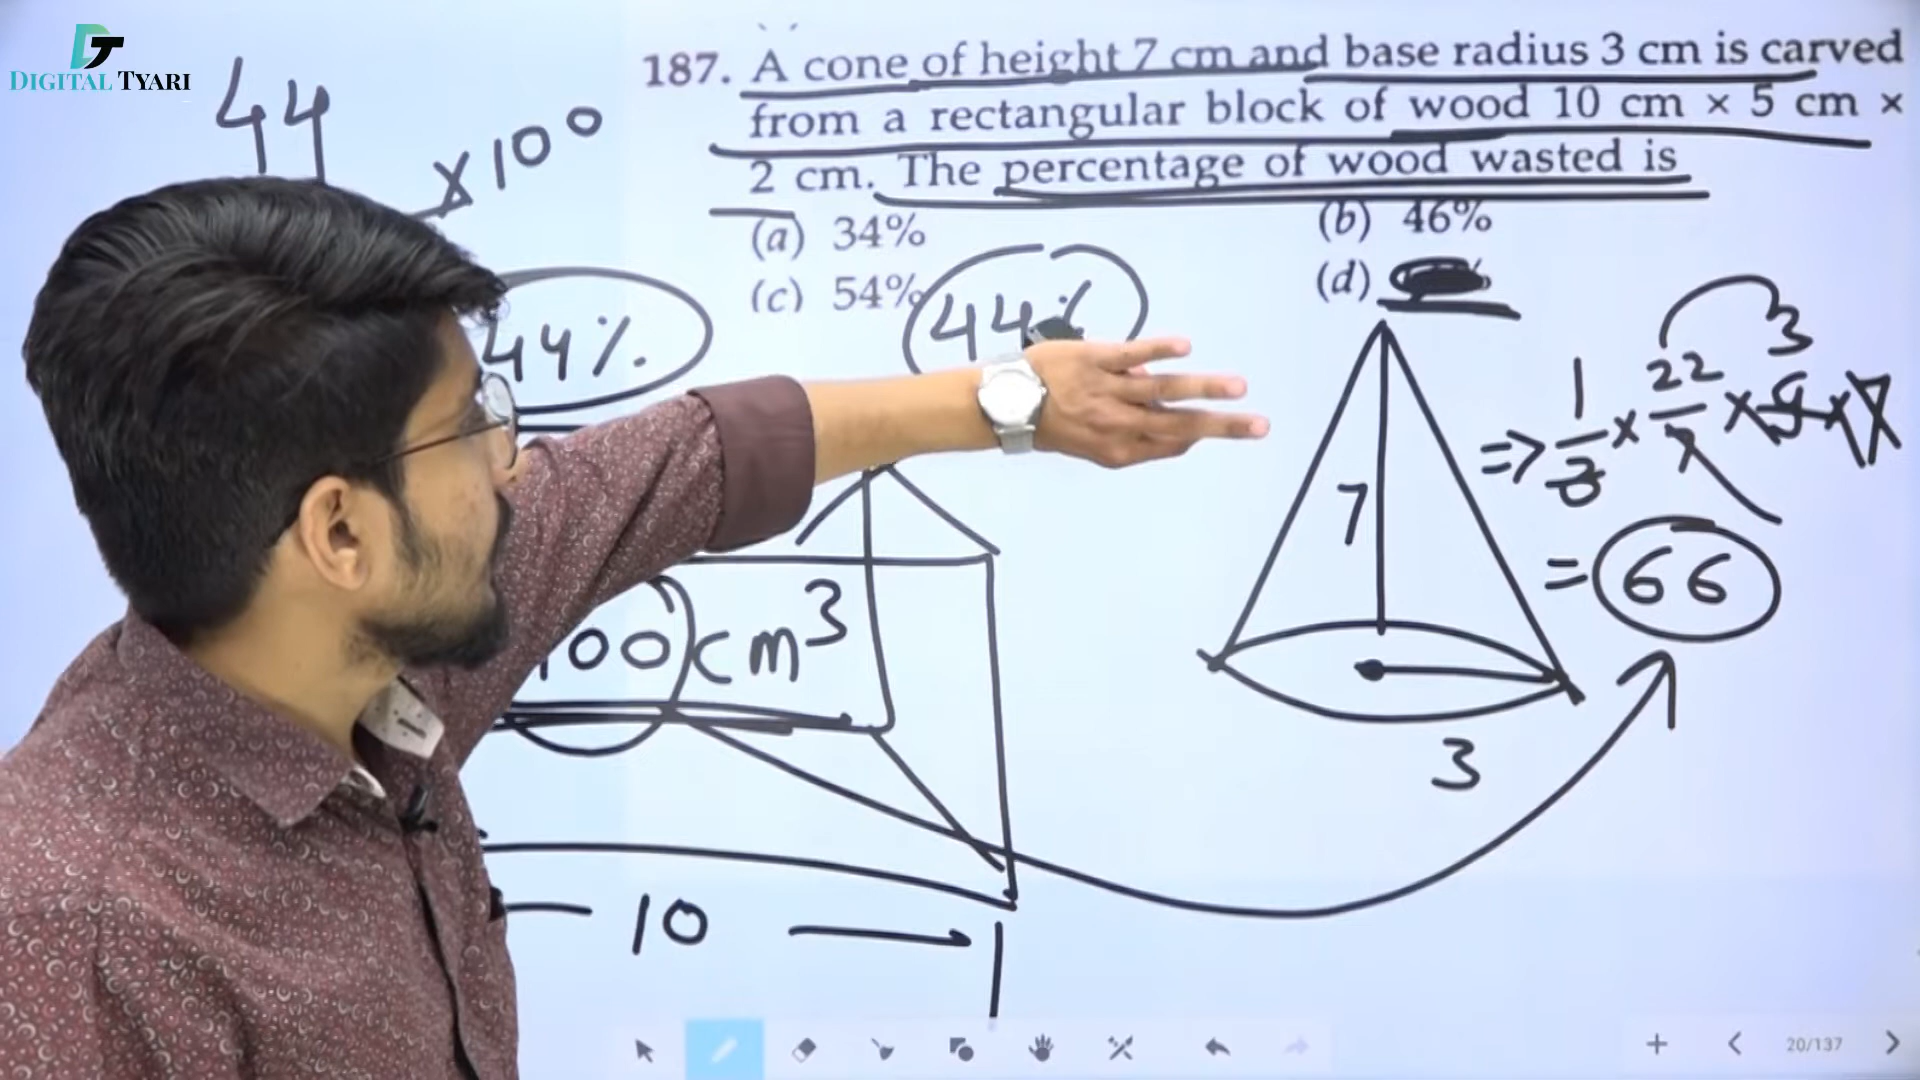 DT
DIGITAL TYARI
44
×100
187. A cone of height 7 cm and base radius 3 cm is carved
from a rectangular block of wood 10 cm × 5 cm ×
2 cm. The percentage of wood wasted is
(a) 34%
(b) 46%
(c) 54%
(d)
44%
44%
3
⇒ 1/3 × 22/7 × 9 × 7
7
= 66
3
100 cm³
10
20/137